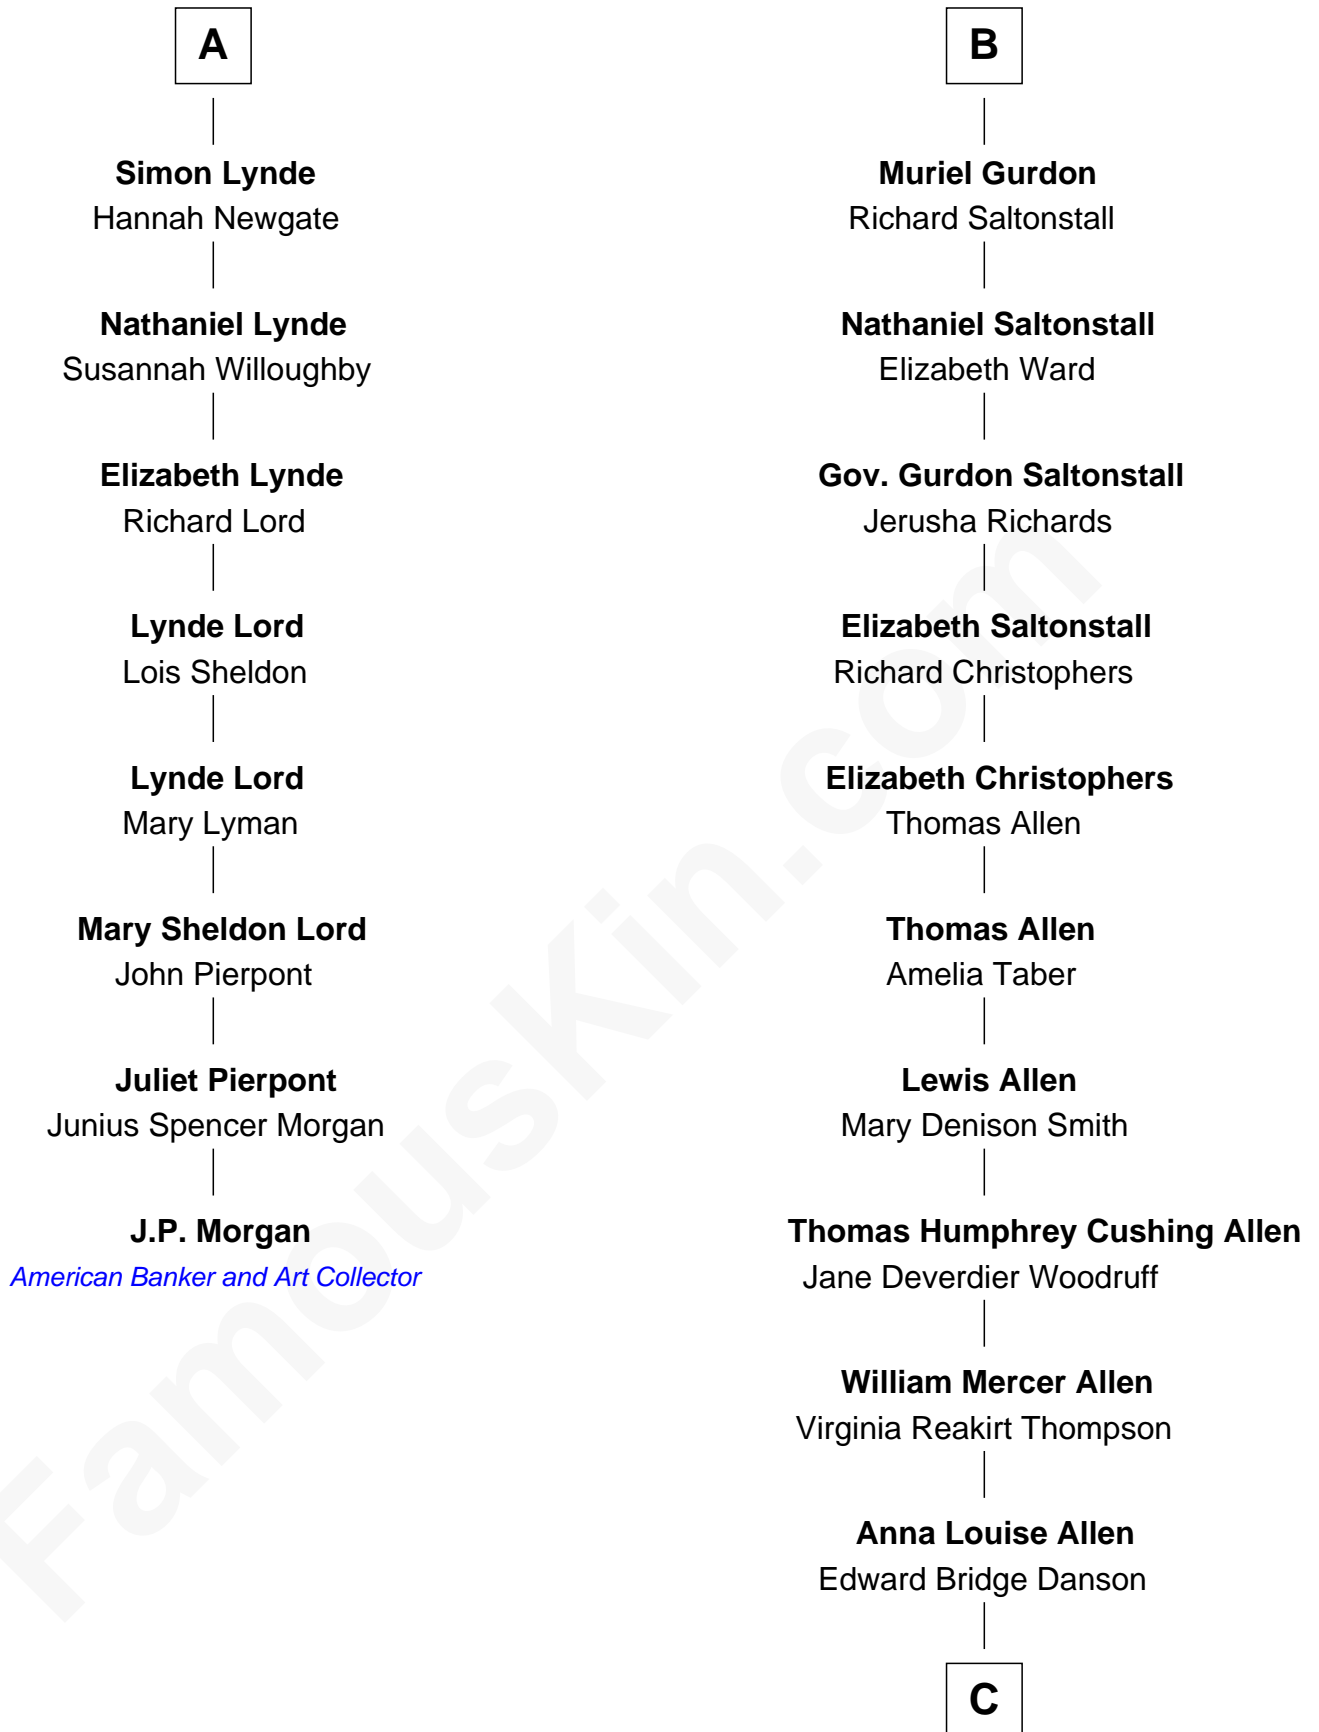 A
Simon Lynde
Hannah Newgate
Nathaniel Lynde
Susannah Willoughby
Elizabeth Lynde
Richard Lord
Lynde Lord
Lois Sheldon
Lynde Lord
Mary Lyman
Mary Sheldon Lord
John Pierpont
Juliet Pierpont
Junius Spencer Morgan
J.P. Morgan
American Banker and Art Collector
B
Muriel Gurdon
Richard Saltonstall
Nathaniel Saltonstall
Elizabeth Ward
Gov. Gurdon Saltonstall
Jerusha Richards
Elizabeth Saltonstall
Richard Christophers
Elizabeth Christophers
Thomas Allen
Thomas Allen
Amelia Taber
Lewis Allen
Mary Denison Smith
Thomas Humphrey Cushing Allen
Jane Deverdier Woodruff
William Mercer Allen
Virginia Reakirt Thompson
Anna Louise Allen
Edward Bridge Danson
C
FamousKin.com